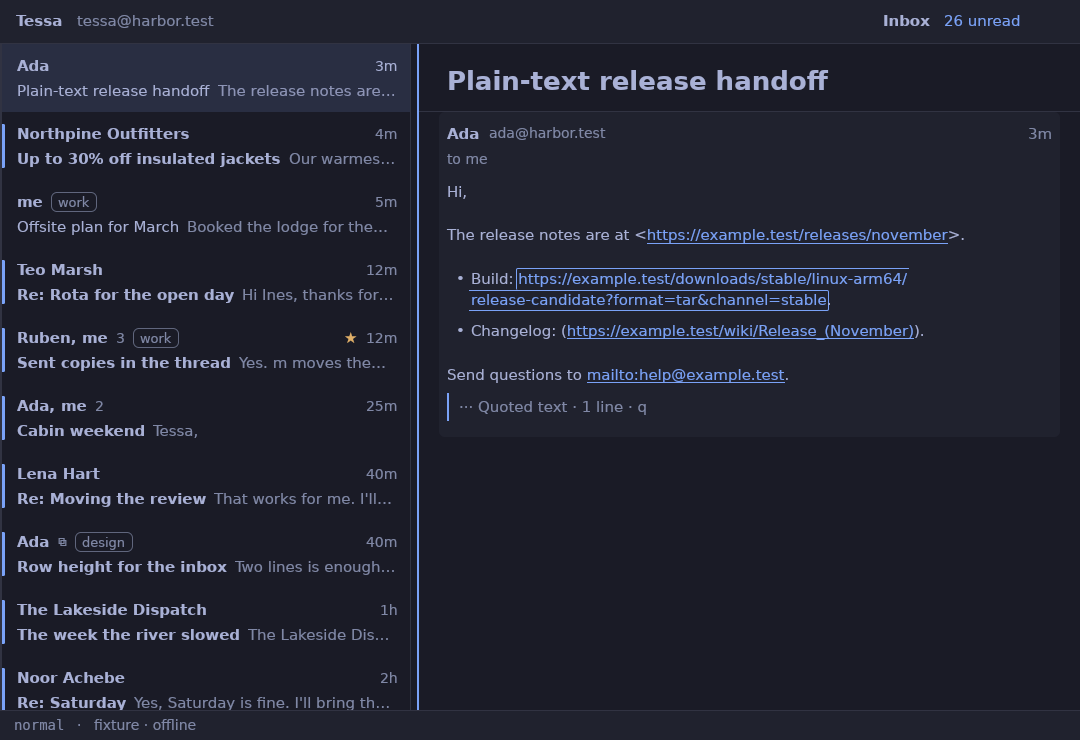 Tessa tessa@harbor.test Inbox 26 unread
Ada 3m
Plain-text release handoff The release notes are…
Northpine Outfitters 4m
Up to 30% off insulated jackets Our warmes…
me work 5m
Offsite plan for March Booked the lodge for the…
Teo Marsh 12m
Re: Rota for the open day Hi Ines, thanks for…
Ruben, me 3 work ★ 12m
Sent copies in the thread Yes. m moves the…
Ada, me 2 25m
Cabin weekend Tessa,
Lena Hart 40m
Re: Moving the review That works for me. I'll…
Ada design 40m
Row height for the inbox Two lines is enough…
The Lakeside Dispatch 1h
The week the river slowed The Lakeside Dis…
Noor Achebe 2h
Re: Saturday Yes, Saturday is fine. I'll bring th…
Plain-text release handoff
Ada ada@harbor.test 3m
to me
Hi,
The release notes are at <https://example.test/releases/november>.
• Build: https://example.test/downloads/stable/linux-arm64/
release-candidate?format=tar&channel=stable.
• Changelog: (https://example.test/wiki/Release_(November)).
Send questions to mailto:help@example.test.
··· Quoted text · 1 line · q
normal · fixture · offline